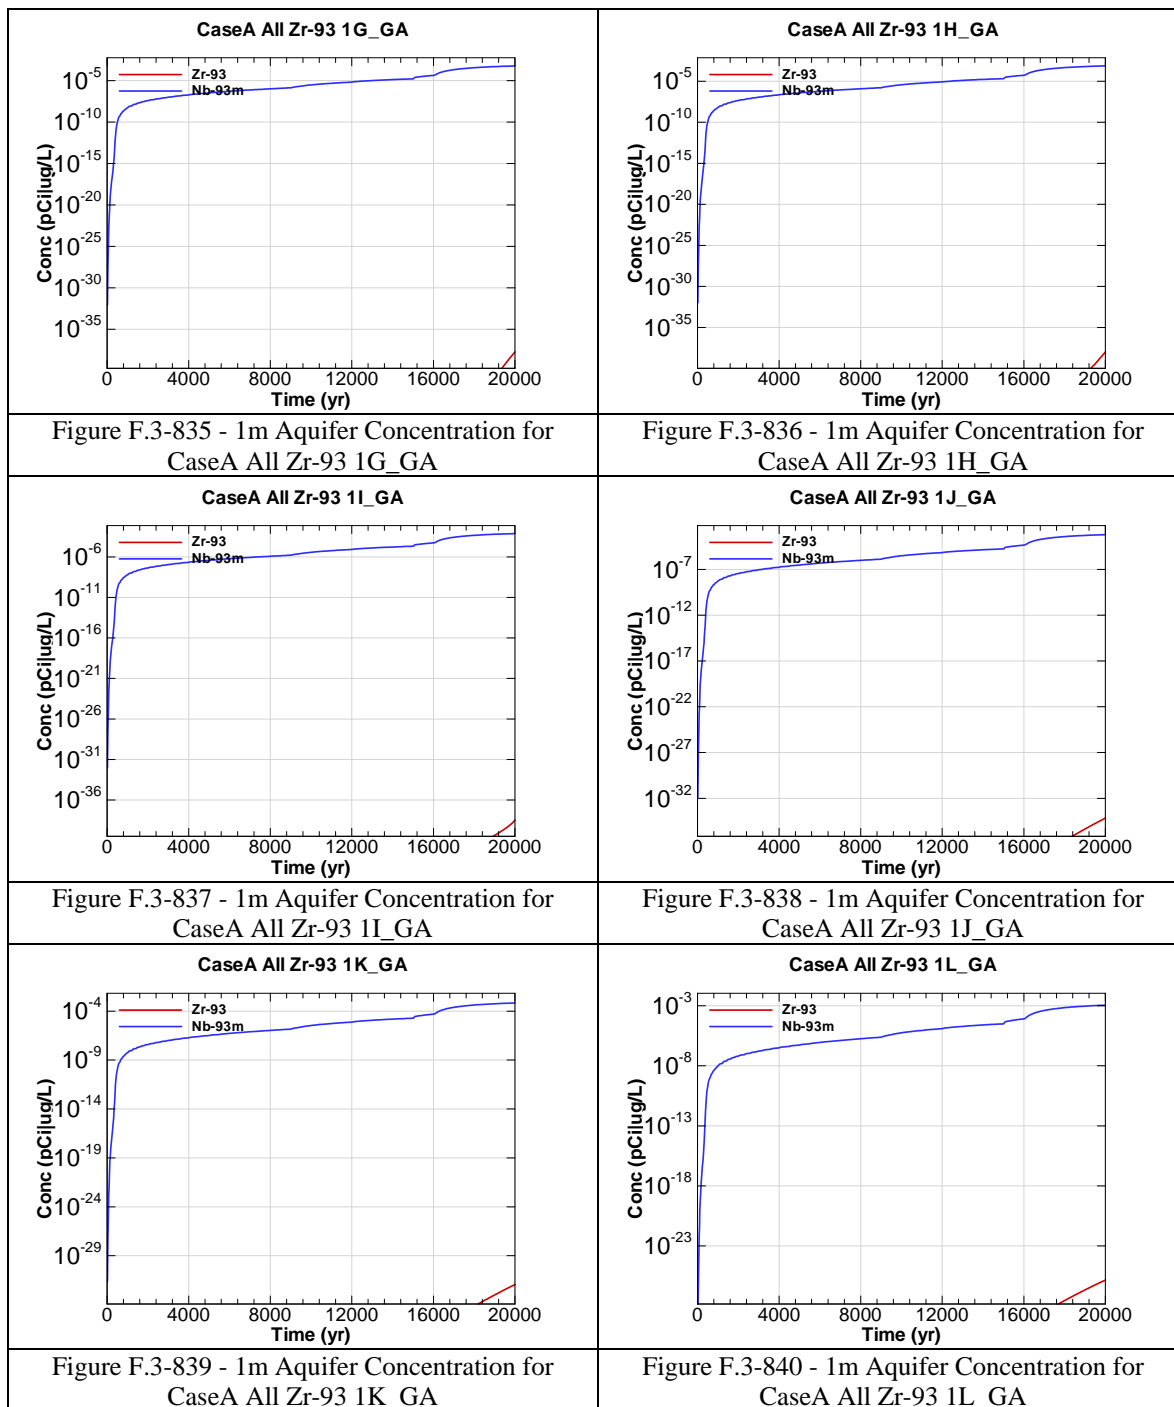 CaseA All Zr-93 1G_GA
Zr-93
Nb-93m
Conc (pCi|ug/L)
10-5
10-10
10-15
10-20
10-25
10-30
10-35
0 4000 8000 12000 16000 20000
Time (yr)
Figure F.3-835 - 1m Aquifer Concentration for
CaseA All Zr-93 1G_GA
CaseA All Zr-93 1H_GA
Zr-93
Nb-93m
Conc (pCi|ug/L)
10-5
10-10
10-15
10-20
10-25
10-30
10-35
0 4000 8000 12000 16000 20000
Time (yr)
Figure F.3-836 - 1m Aquifer Concentration for
CaseA All Zr-93 1H_GA
CaseA All Zr-93 1I_GA
Zr-93
Nb-93m
Conc (pCi|ug/L)
10-6
10-11
10-16
10-21
10-26
10-31
10-36
0 4000 8000 12000 16000 20000
Time (yr)
Figure F.3-837 - 1m Aquifer Concentration for
CaseA All Zr-93 1I_GA
CaseA All Zr-93 1J_GA
Zr-93
Nb-93m
Conc (pCi|ug/L)
10-7
10-12
10-17
10-22
10-27
10-32
0 4000 8000 12000 16000 20000
Time (yr)
Figure F.3-838 - 1m Aquifer Concentration for
CaseA All Zr-93 1J_GA
CaseA All Zr-93 1K_GA
Zr-93
Nb-93m
Conc (pCi|ug/L)
10-4
10-9
10-14
10-19
10-24
10-29
0 4000 8000 12000 16000 20000
Time (yr)
Figure F.3-839 - 1m Aquifer Concentration for
CaseA All Zr-93 1K_GA
CaseA All Zr-93 1L_GA
Zr-93
Nb-93m
Conc (pCi|ug/L)
10-3
10-8
10-13
10-18
10-23
0 4000 8000 12000 16000 20000
Time (yr)
Figure F.3-840 - 1m Aquifer Concentration for
CaseA All Zr-93 1L_GA